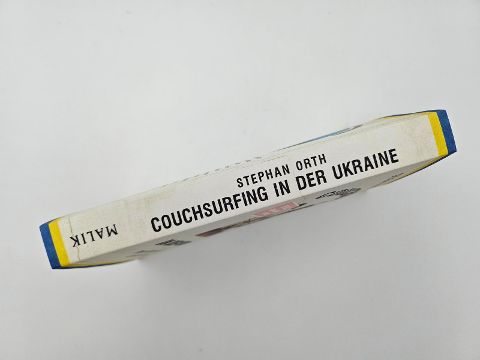 STEPHAN ORTH
COUCHSURFING IN DER UKRAINE
MALIK